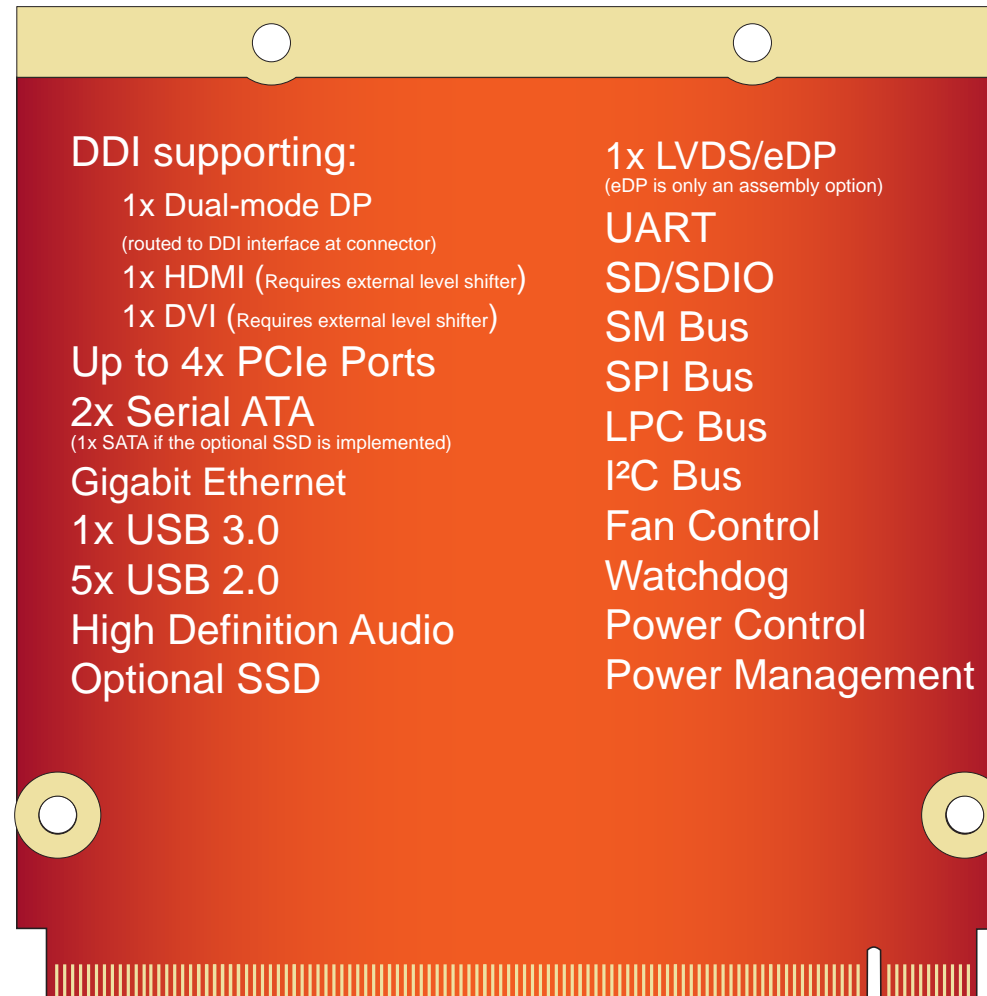 DDI supporting:
1x Dual-mode DP
(routed to DDI interface at connector)
1x HDMI (Requires external level shifter)
1x DVI (Requires external level shifter)
Up to 4x PCIe Ports
2x Serial ATA
(1x SATA if the optional SSD is implemented)
Gigabit Ethernet
1x USB 3.0
5x USB 2.0
High Definition Audio
Optional SSD
1x LVDS/eDP
(eDP is only an assembly option)
UART
SD/SDIO
SM Bus
SPI Bus
LPC Bus
I²C Bus
Fan Control
Watchdog
Power Control
Power Management